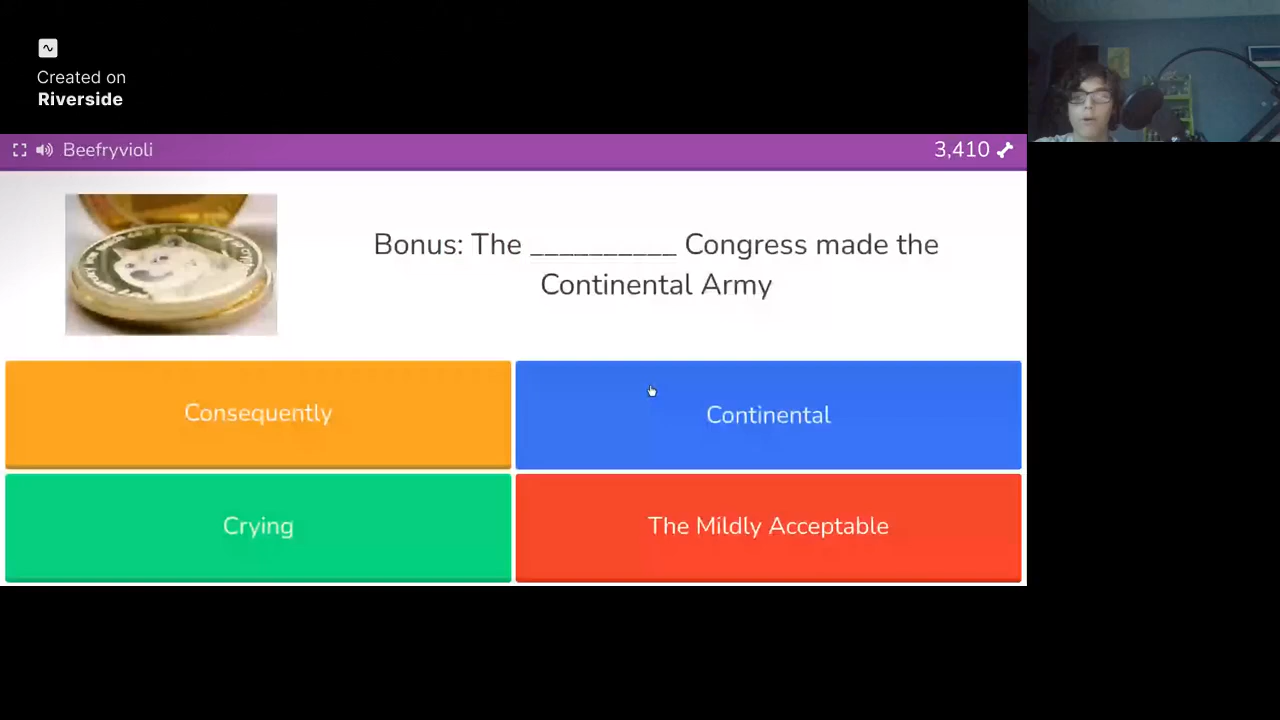 Created on
Riverside
Beefryvioli
3,410
Bonus: The __________ Congress made the
Continental Army
Consequently
Continental
Crying
The Mildly Acceptable